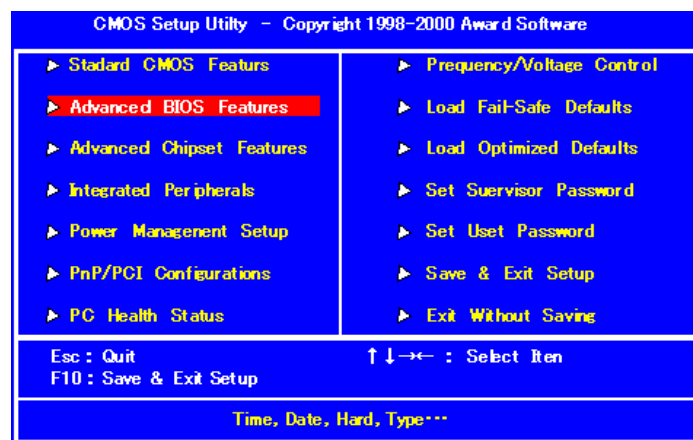 CMOS Setup Utilty - Copyright 1998-2000 Award Software
Stadard CMOS Featurs
Advanced BIOS Features
Advanced Chipset Features
Integrated Peripherals
Power Managenent Setup
PnP/PCI Configurations
PC Health Status
Prequency/Voltage Control
Load Fail-Safe Defaults
Load Optimized Defaults
Set Suervisor Password
Set Uset Password
Save & Exit Setup
Exit Without Saving
Esc : Quit
F10 : Save & Exit Setup
↑↓→← : Select Iten
Time, Date, Hard, Type···